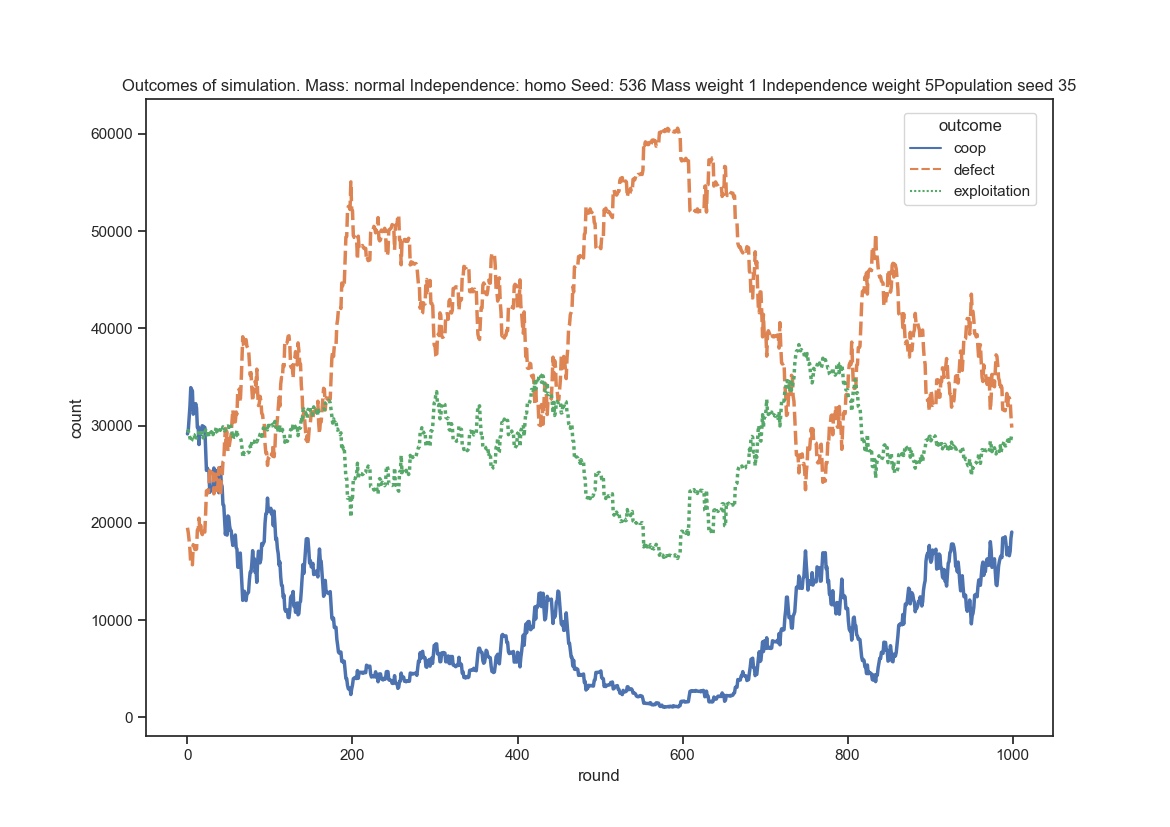 Outcomes of simulation. Mass: normal Independence: homo Seed: 536 Mass weight 1 Independence weight 5Population seed 35
outcome
coop
defect
exploitation
60000
50000
40000
30000
20000
10000
0
count
0 200 400 600 800 1000
round